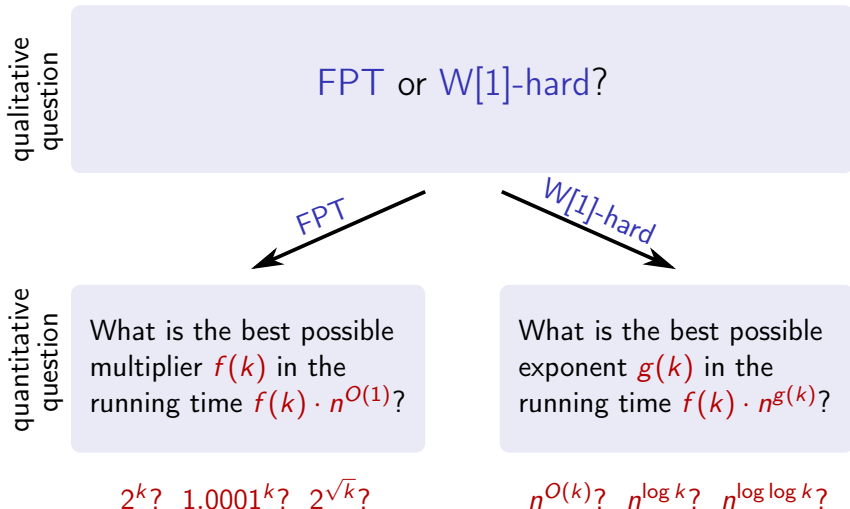 qualitative
question
FPT or W[1]-hard?
FPT
W[1]-hard
quantitative
question
What is the best possible
multiplier f(k) in the
running time f(k) · n^{O(1)}?
What is the best possible
exponent g(k) in the
running time f(k) · n^{g(k)}?
2^k? 1.0001^k? 2^{√k}?
n^{O(k)}? n^{log k}? n^{log log k}?